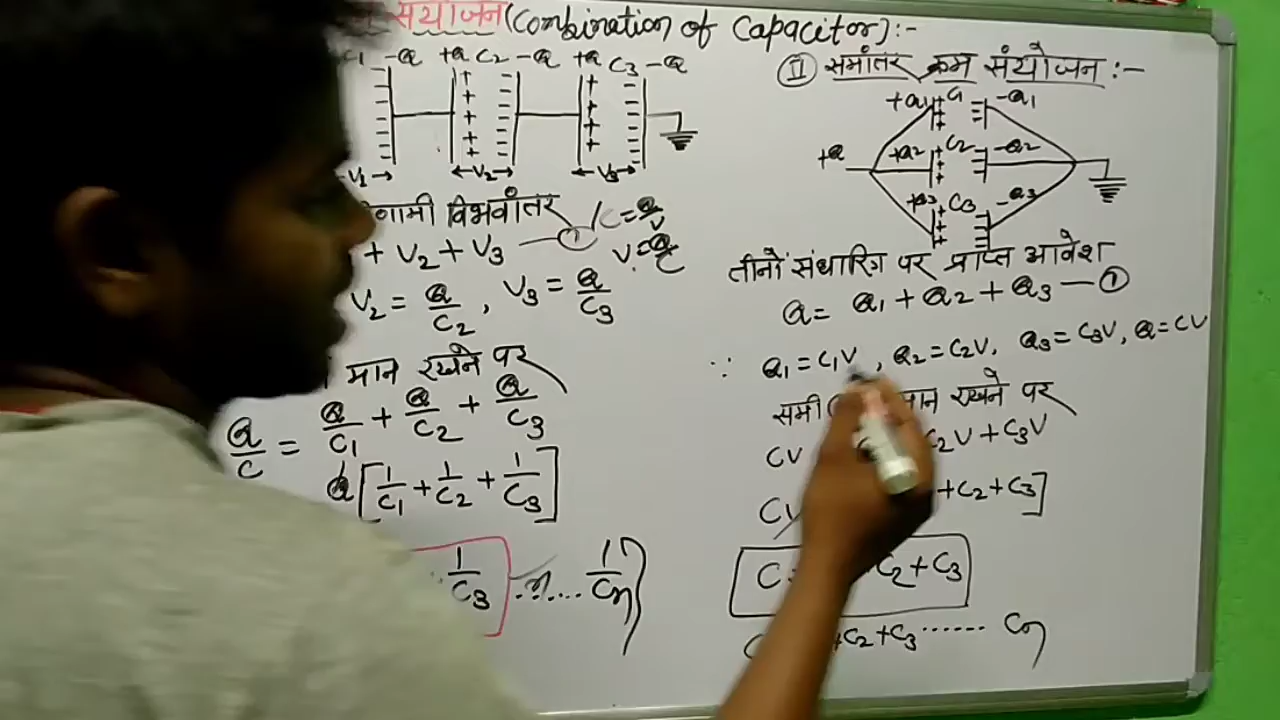 संयोजन (Combination of Capacitor):-
C1 -Q +Q C2 -Q +Q C3 -Q
V2 V3
विभवांतर C=Q/V
+ V2 + V3 — ① V=Q/C
V2 = Q/C2 , V3 = Q/C3
मान रखने पर
Q/C = Q/C1 + Q/C2 + Q/C3
Q[1/C1 + 1/C2 + 1/C3]
1/C3 ..n.... 1/Cn}
Ⅱ समांतर क्रम संयोजन :-
+Q1 C1 -Q1
+Q +Q2 C2 -Q2
+Q3 C3 -Q3
तीनों संधारित्र पर प्राप्त आवेश
Q = Q1 + Q2 + Q3 — ①
∵ Q1 = C1V , Q2 = C2V, Q3 = C3V, Q = CV
समी मान रखने पर
CV C2V + C3V
CV + C2 + C3]
C C2 + C3
+C2 + C3 ...... Cn